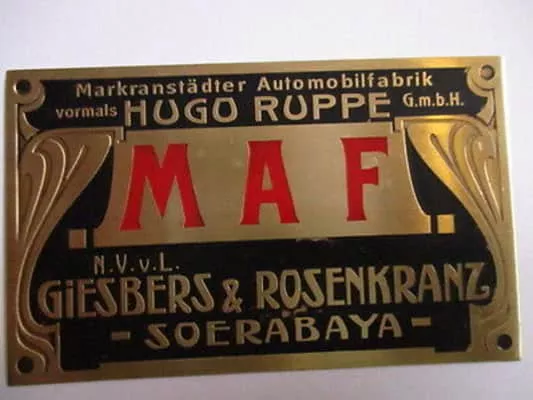 Markranstädter Automobilfabrik
vormals HUGO RUPPE G.m.b.H.
MAF
N.V.v.L.
GiESBERS & ROSENKRANZ
- SOERABAYA -